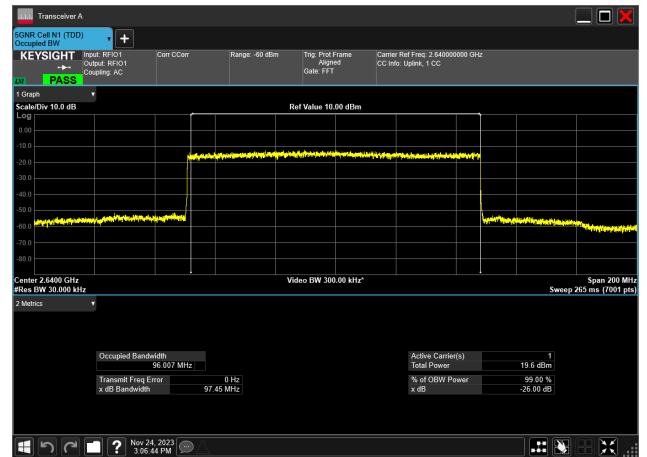 Transceiver A
5GNR Cell N1 (TDD)
Occupied BW
KEYSIGHT
Input: RFIO1
Output: RFIO1
Coupling: AC
Corr CCorr
Range: -60 dBm
Trig: Prot Frame
Aligned
Gate: FFT
Carrier Ref Freq: 2.640000000 GHz
CC Info: Uplink, 1 CC
PASS
1 Graph
Scale/Div 10.0 dB
Ref Value 10.00 dBm
Log
0.00
-10.0
-20.0
-30.0
-40.0
-50.0
-60.0
-70.0
-80.0
Center 2.6400 GHz
Video BW 300.00 kHz*
Span 200 MHz
#Res BW 30.000 kHz
Sweep 265 ms (7001 pts)
2 Metrics
Occupied Bandwidth
96.007 MHz
Active Carrier(s) 1
Total Power 19.6 dBm
Transmit Freq Error 0 Hz
x dB Bandwidth 97.45 MHz
% of OBW Power 99.00 %
x dB -26.00 dB
Nov 24, 2023
3:06:44 PM